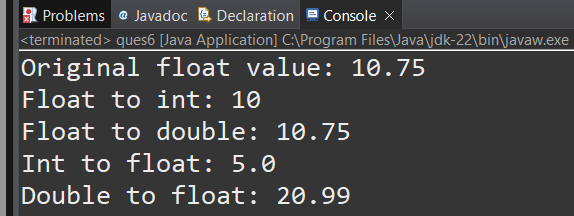 Problems @ Javadoc Declaration Console ×
<terminated> ques6 [Java Application] C:\Program Files\Java\jdk-22\bin\javaw.exe
Original float value: 10.75
Float to int: 10
Float to double: 10.75
Int to float: 5.0
Double to float: 20.99